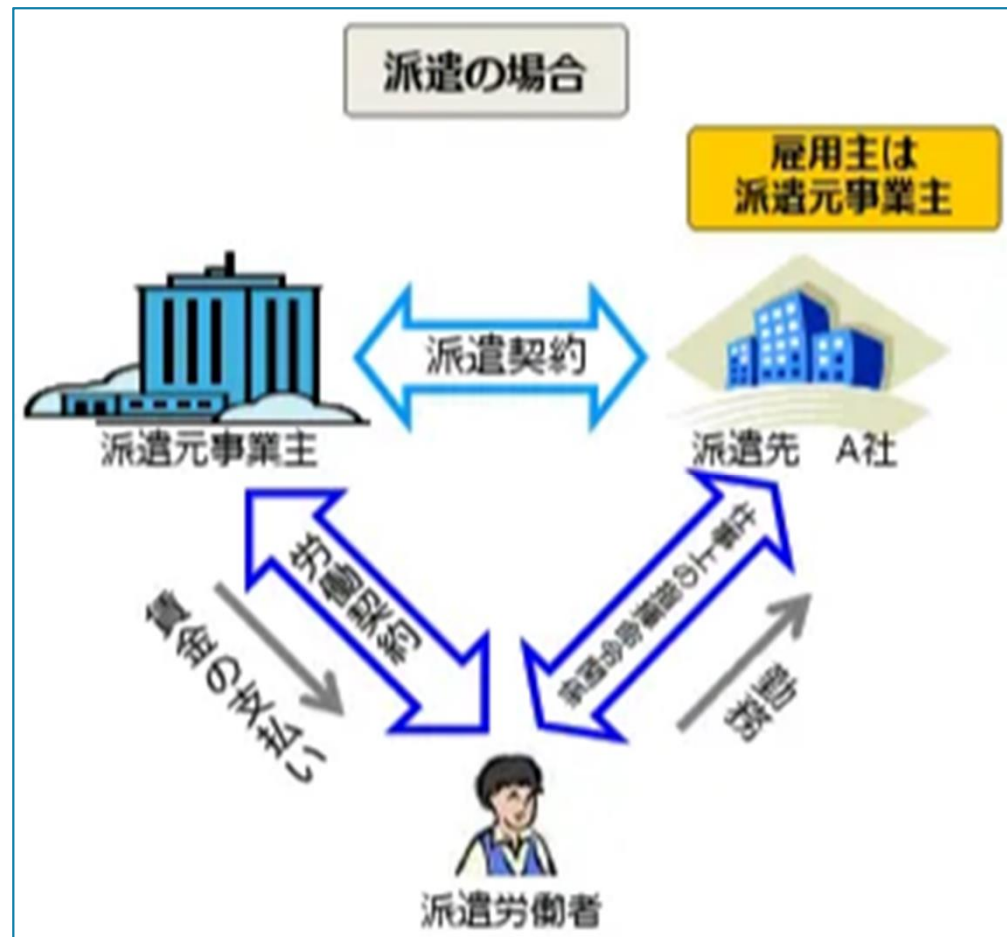 派遣の場合
雇用主は
派遣元事業主
派遣契約
派遣元事業主
派遣先 A社
労働契約
仕事上の指揮命令関係
賃金の支払い
勤務
派遣労働者